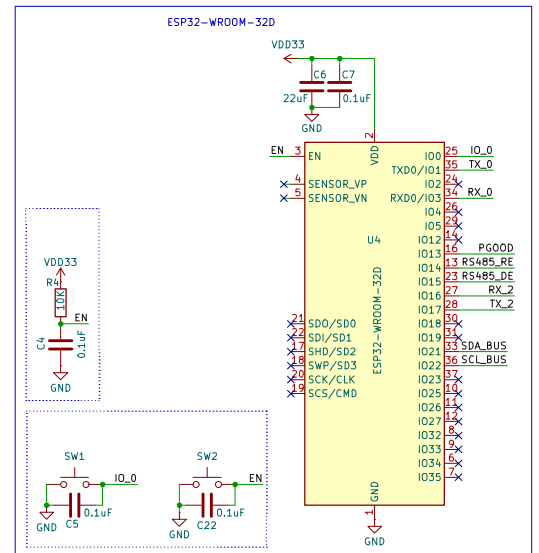 ESP32-WROOM-32D
VDD33
C6 C7
22uF 0.1uF
GND
2
VDD
EN 3 EN
4 SENSOR_VP
5 SENSOR_VN
21 SDO/SD0
22 SDI/SD1
17 SHD/SD2
18 SWP/SD3
20 SCK/CLK
19 SCS/CMD
U4
ESP32-WROOM-32D
IO0 25 IO_0
TXD0/IO1 35 TX_0
IO2 24
RXD0/IO3 34 RX_0
IO4 26
IO5 29
IO12 14
IO13 16 PGOOD
IO14 13 RS485_RE
IO15 23 RS485_DE
IO16 27 RX_2
IO17 28 TX_2
IO18 30
IO19 31
IO21 33 SDA_BUS
IO22 36 SCL_BUS
IO23 37
IO25 10
IO26 11
IO27 12
IO32 8
IO33 9
IO34 6
IO35 7
GND
1
GND
VDD33
R4
10K
EN
C4
0.1uF
GND
SW1
IO_0
0.1uF
C5
GND
SW2
EN
0.1uF
C22
GND